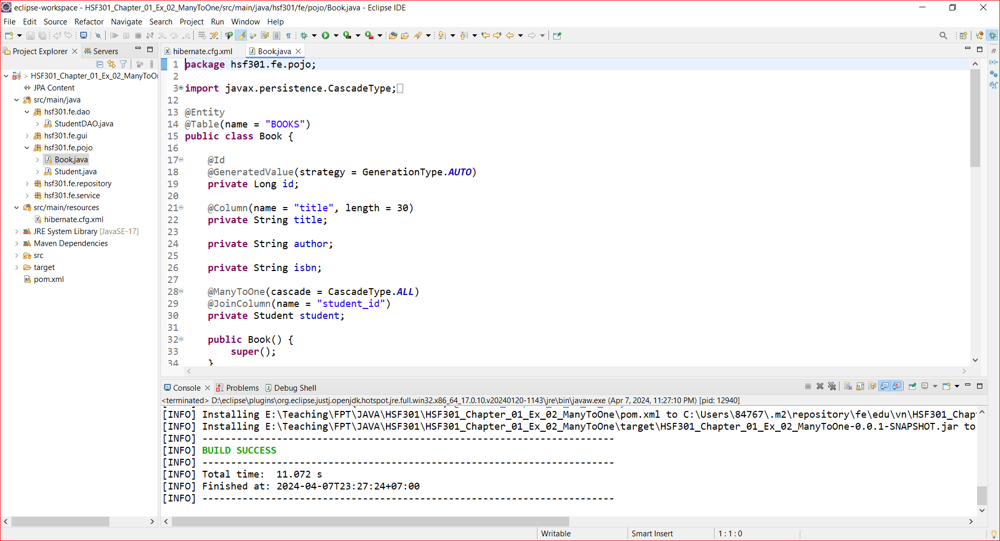 eclipse-workspace - HSF301_Chapter_01_Ex_02_ManyToOne/src/main/java/hsf301/fe/pojo/Book.java - Eclipse IDE
File Edit Source Refactor Navigate Search Project Run Window Help
Project Explorer Servers
> HSF301_Chapter_01_Ex_02_ManyToOn
JPA Content
src/main/java
hsf301.fe.dao
StudentDAO.java
hsf301.fe.gui
hsf301.fe.pojo
Book.java
Student.java
hsf301.fe.repository
hsf301.fe.service
src/main/resources
hibernate.cfg.xml
JRE System Library [JavaSE-17]
Maven Dependencies
src
target
pom.xml
hibernate.cfg.xml Book.java
1 package hsf301.fe.pojo;
2
3 import javax.persistence.CascadeType;
12
13 @Entity
14 @Table(name = "BOOKS")
15 public class Book {
16
17 @Id
18 @GeneratedValue(strategy = GenerationType.AUTO)
19 private Long id;
20
21 @Column(name = "title", length = 30)
22 private String title;
23
24 private String author;
25
26 private String isbn;
27
28 @ManyToOne(cascade = CascadeType.ALL)
29 @JoinColumn(name = "student_id")
30 private Student student;
31
32 public Book() {
33 super();
34 }
Console Problems Debug Shell
<terminated> D:\eclipse\plugins\org.eclipse.justj.openjdk.hotspot.jre.full.win32.x86_64_17.0.10.v20240120-1143\jre\bin\javaw.exe (Apr 7, 2024, 11:27:10 PM) [pid: 12940]
[INFO] Installing E:\Teaching\FPT\JAVA\HSF301\HSF301_Chapter_01_Ex_02_ManyToOne\pom.xml to C:\Users\84767\.m2\repository\fe\edu\vn\HSF301_Chap
[INFO] Installing E:\Teaching\FPT\JAVA\HSF301\HSF301_Chapter_01_Ex_02_ManyToOne\target\HSF301_Chapter_01_Ex_02_ManyToOne-0.0.1-SNAPSHOT.jar to
[INFO] ------------------------------------------------------------------------
[INFO] BUILD SUCCESS
[INFO] ------------------------------------------------------------------------
[INFO] Total time:  11.072 s
[INFO] Finished at: 2024-04-07T23:27:24+07:00
[INFO] ------------------------------------------------------------------------
Writable Smart Insert 1 : 1 : 0